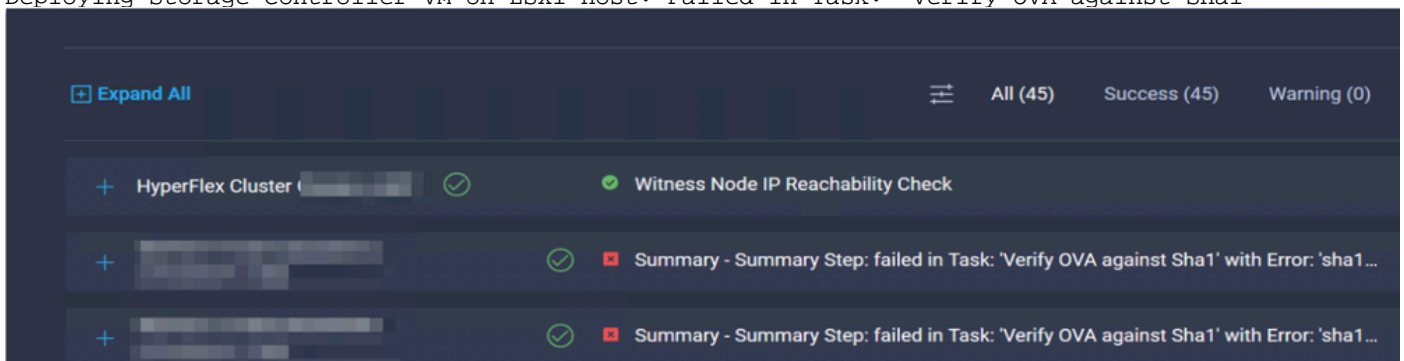 Deploying Storage Controller VM on ESXi host: Failed in Task: 'Verify OVA against Sha1'
Expand All All (45) Success (45) Warning (0)
HyperFlex Cluster Witness Node IP Reachability Check
Summary - Summary Step: failed in Task: 'Verify OVA against Sha1' with Error: 'sha1...
Summary - Summary Step: failed in Task: 'Verify OVA against Sha1' with Error: 'sha1...